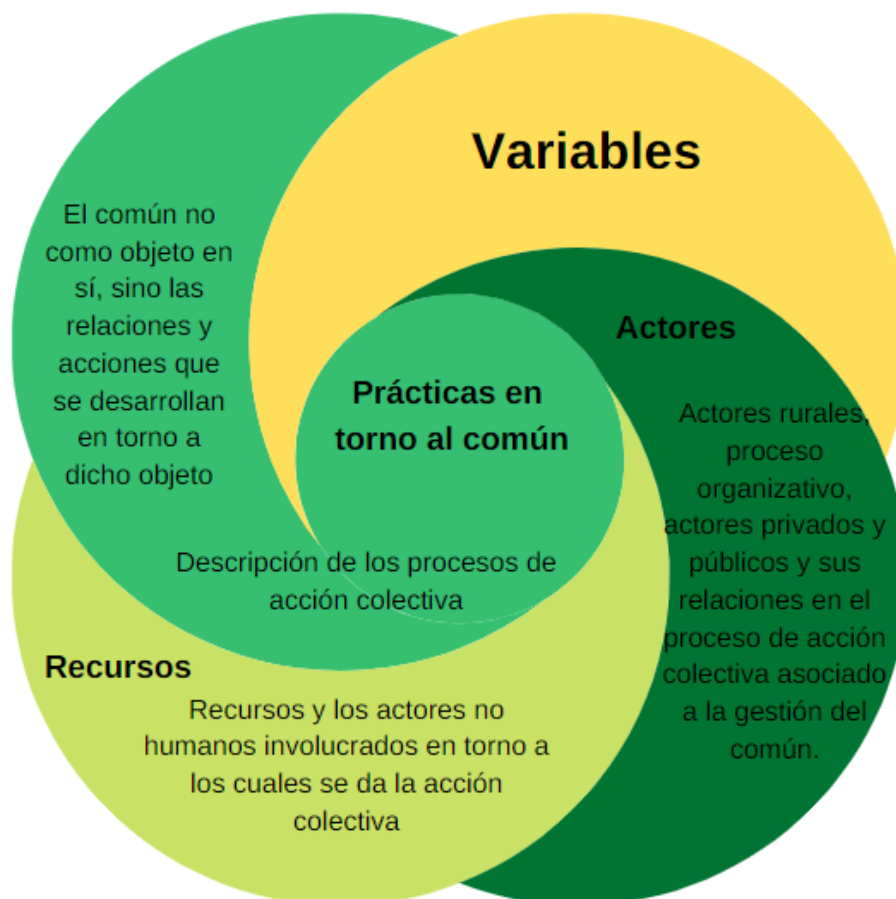 Variables
El común no
como objeto en
sí, sino las
relaciones y
acciones que
se desarrollan
en torno a
dicho objeto
Prácticas en
torno al común
Descripción de los procesos de
acción colectiva
Actores
Actores rurales,
proceso
organizativo,
actores privados y
públicos y sus
relaciones en el
proceso de acción
colectiva asociado
a la gestión del
común.
Recursos
Recursos y los actores no
humanos involucrados en torno a
los cuales se da la acción
colectiva